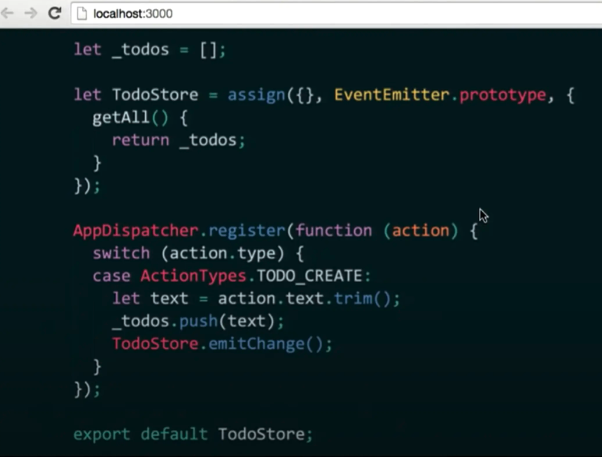 localhost:3000
let _todos = [];
let TodoStore = assign({}, EventEmitter.prototype, {
  getAll() {
    return _todos;
  }
});
AppDispatcher.register(function (action) {
  switch (action.type) {
  case ActionTypes.TODO_CREATE:
    let text = action.text.trim();
    _todos.push(text);
    TodoStore.emitChange();
  }
});
export default TodoStore;